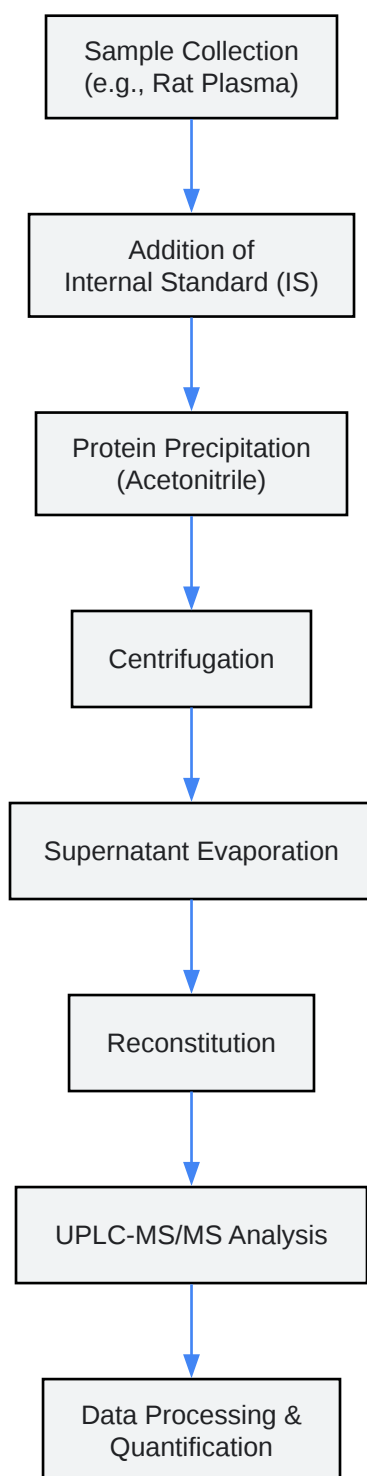 Sample Collection
(e.g., Rat Plasma)
Addition of
Internal Standard (IS)
Protein Precipitation
(Acetonitrile)
Centrifugation
Supernatant Evaporation
Reconstitution
UPLC-MS/MS Analysis
Data Processing &
Quantification